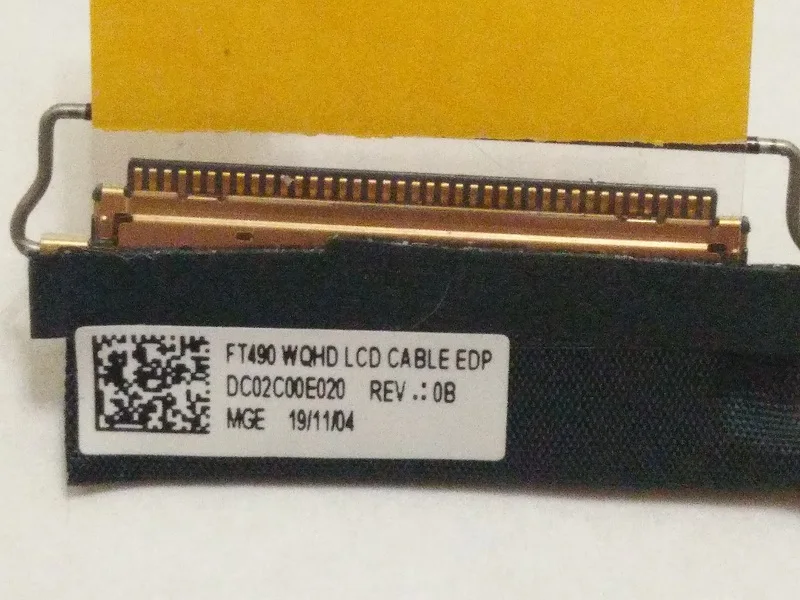 FT490 WQHD LCD CABLE EDP
DC02C00E020 REV.: 0B
MGE 19/11/04